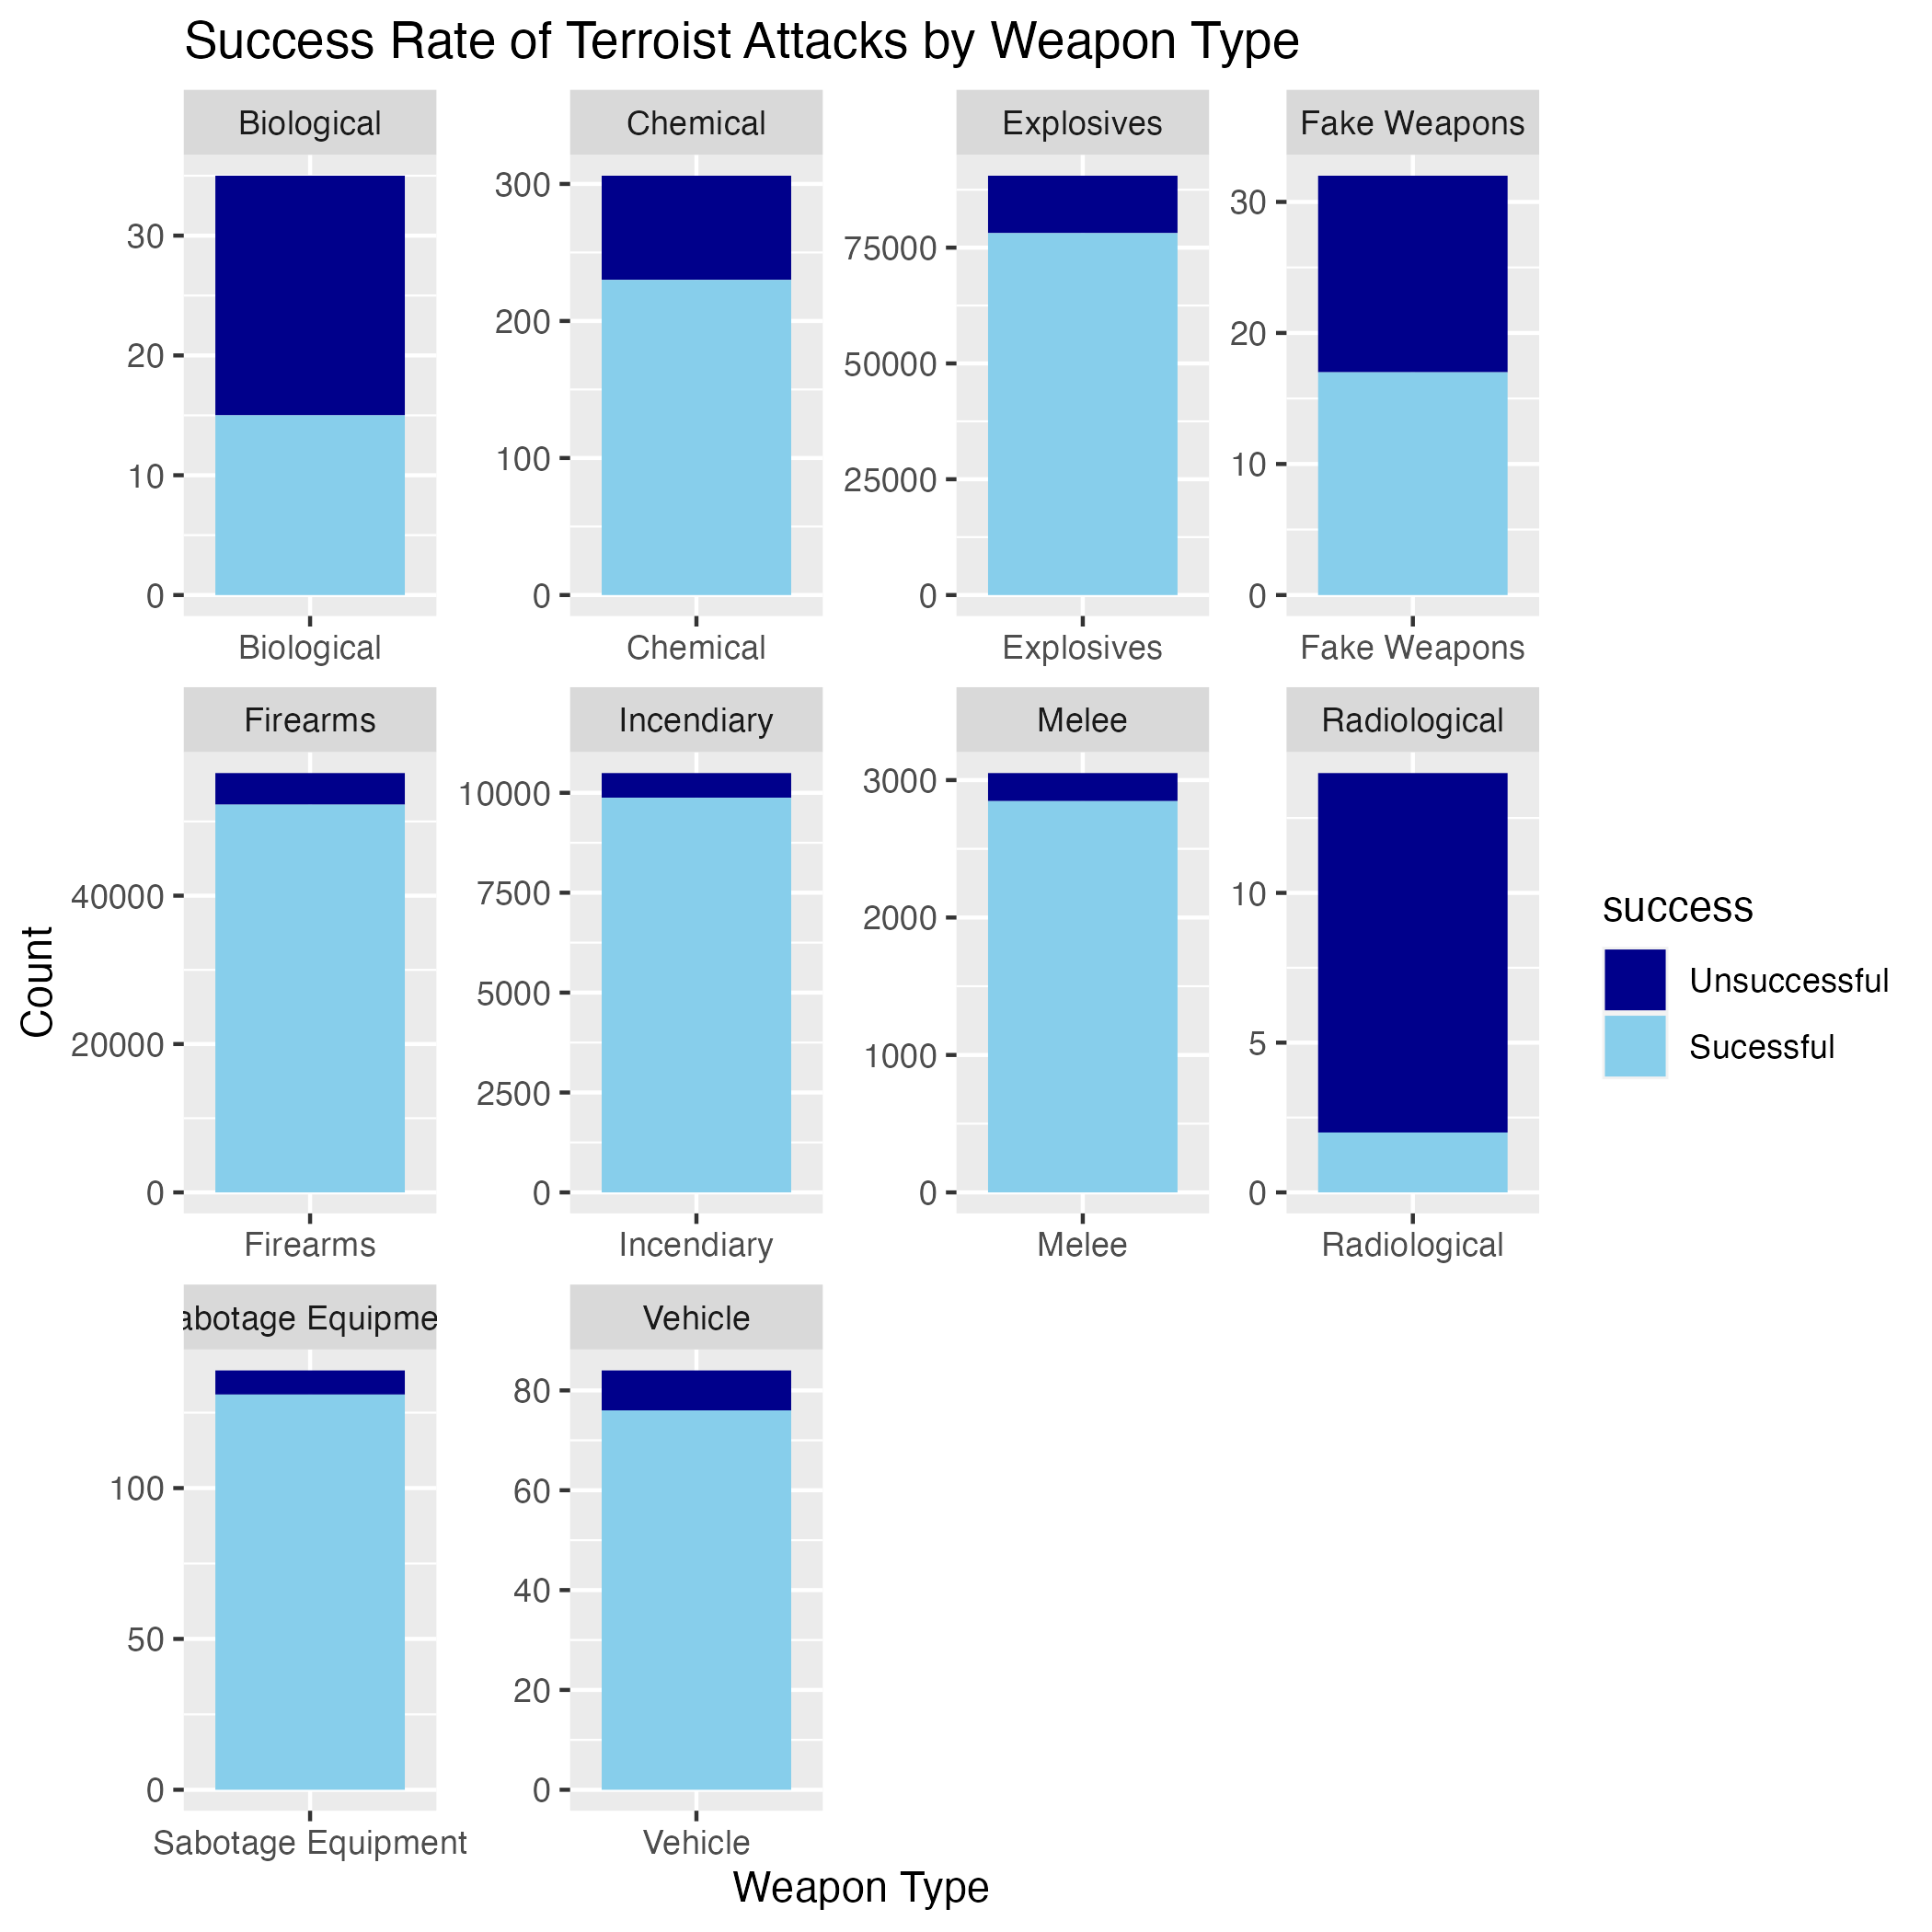 Success Rate of Terroist Attacks by Weapon Type
Biological
Chemical
Explosives
Fake Weapons
30
20
10
0
300
200
100
0
75000
50000
25000
0
30
20
10
0
Biological
Chemical
Explosives
Fake Weapons
Firearms
Incendiary
Melee
Radiological
40000
20000
0
10000
7500
5000
2500
0
3000
2000
1000
0
10
5
0
Firearms
Incendiary
Melee
Radiological
abotage Equipme
Vehicle
100
50
0
80
60
40
20
0
Sabotage Equipment
Vehicle
Count
Weapon Type
success
Unsuccessful
Sucessful